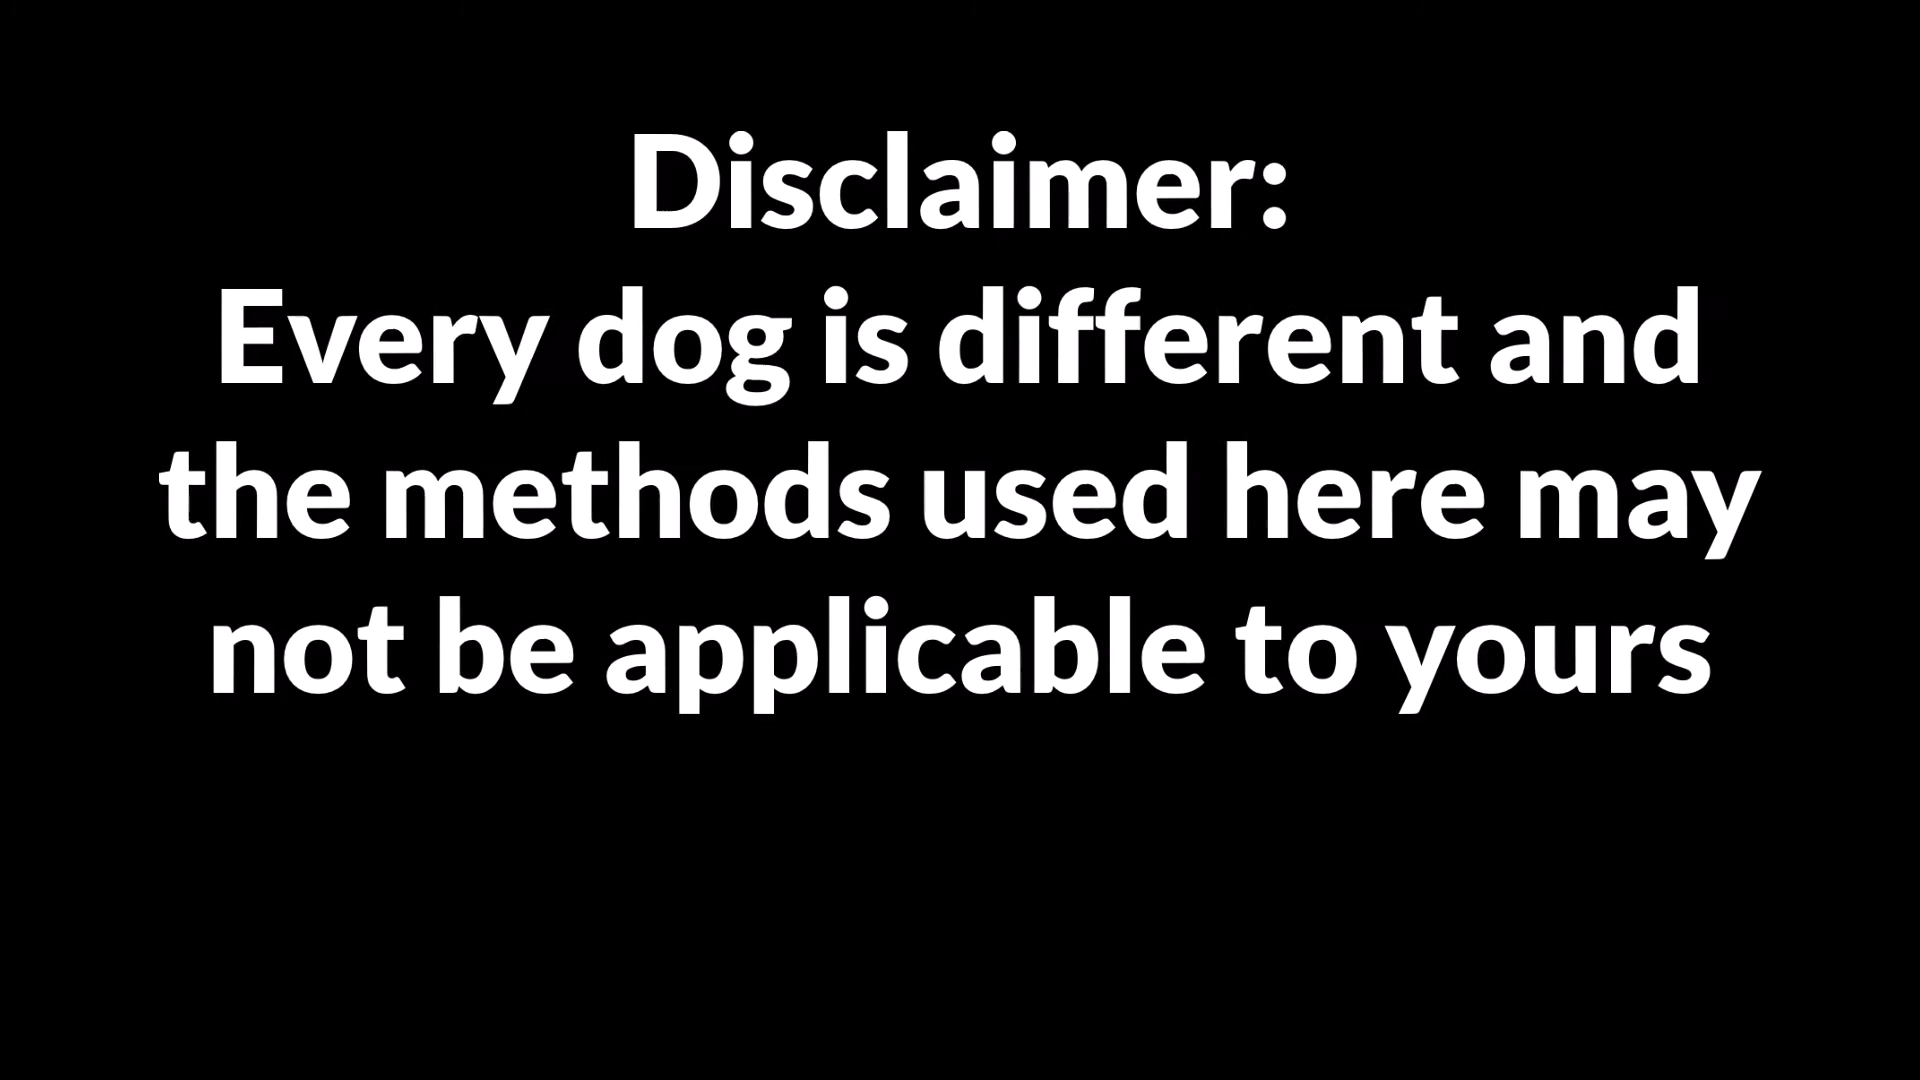 Disclaimer:
Every dog is different and
the methods used here may
not be applicable to yours